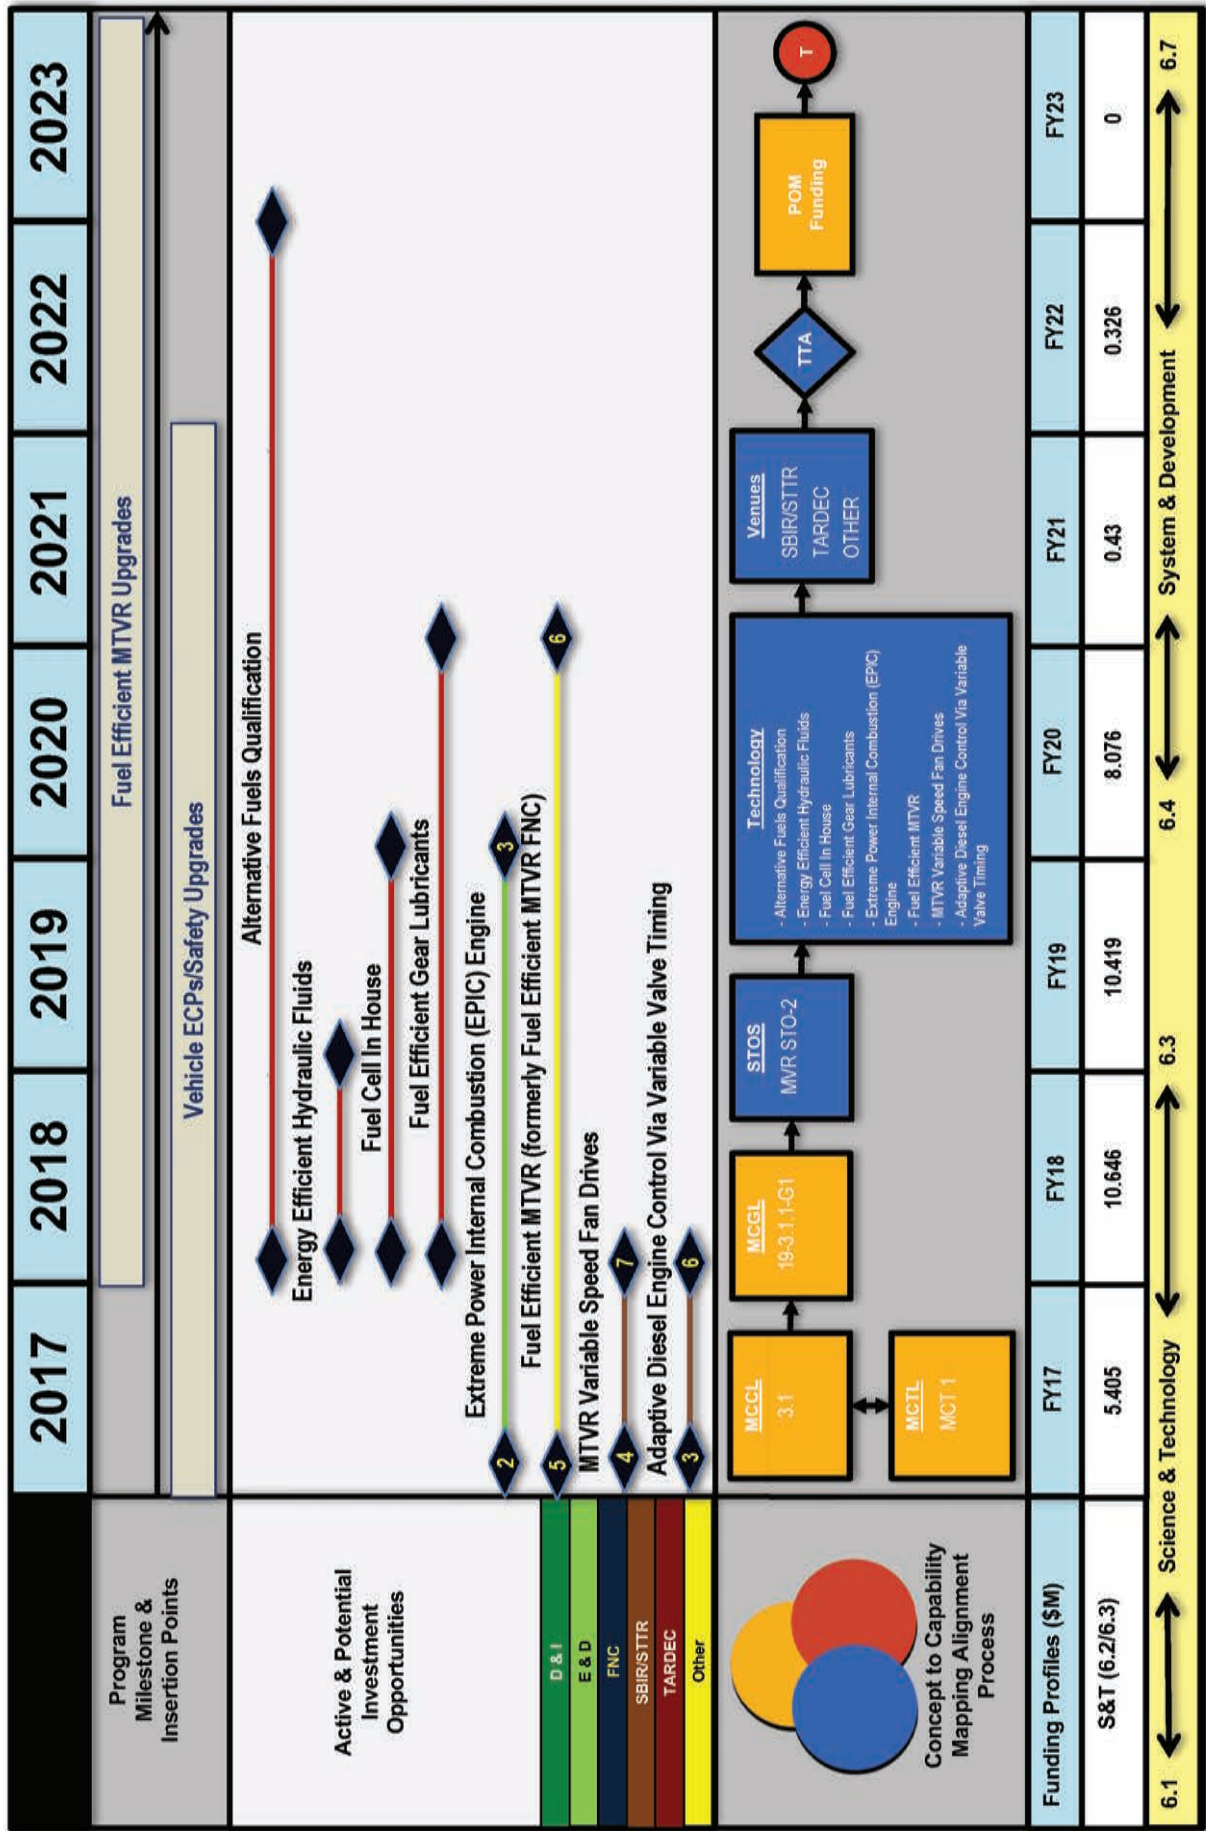 2017
2018
2019
2020
2021
2022
2023
Program
Milestone &
Insertion Points
Fuel Efficient MTVR Upgrades
Vehicle ECPs/Safety Upgrades
Active & Potential
Investment
Opportunities
D & I
E & D
FNC
SBIR/STTR
TARDEC
Other
Alternative Fuels Qualification
Energy Efficient Hydraulic Fluids
Fuel Cell In House
Fuel Efficient Gear Lubricants
Extreme Power Internal Combustion (EPIC) Engine
2
3
Fuel Efficient MTVR (formerly Fuel Efficient MTVR FNC)
5
6
MTVR Variable Speed Fan Drives
4
7
Adaptive Diesel Engine Control Via Variable Valve Timing
3
6
Concept to Capability
Mapping Alignment
Process
MCCL
3.1
MCTL
MCT 1
MCGL
19-3.1.1-G1
STOS
MVR STO-2
Technology
- Alternative Fuels Qualification
- Energy Efficient Hydraulic Fluids
- Fuel Cell In House
- Fuel Efficient Gear Lubricants
- Extreme Power Internal Combustion (EPIC)
Engine
- Fuel Efficient MTVR
- MTVR Variable Speed Fan Drives
- Adaptive Diesel Engine Control Via Variable
Valve Timing
Venues
SBIR/STTR
TARDEC
OTHER
TTA
POM
Funding
T
Funding Profiles ($M)
FY17
FY18
FY19
FY20
FY21
FY22
FY23
S&T (6.2/6.3)
5.405
10.646
10.419
8.076
0.43
0.326
0
6.1
Science & Technology
6.3
6.4
System & Development
6.7